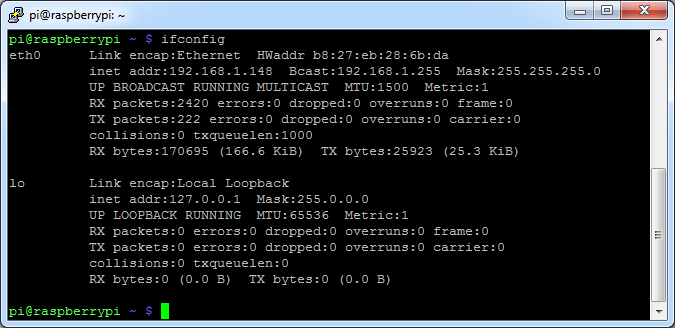 pi@raspberrypi: ~
pi@raspberrypi ~ $ ifconfig
eth0      Link encap:Ethernet  HWaddr b8:27:eb:28:6b:da
          inet addr:192.168.1.148  Bcast:192.168.1.255  Mask:255.255.255.0
          UP BROADCAST RUNNING MULTICAST  MTU:1500  Metric:1
          RX packets:2420 errors:0 dropped:0 overruns:0 frame:0
          TX packets:222 errors:0 dropped:0 overruns:0 carrier:0
          collisions:0 txqueuelen:1000
          RX bytes:170695 (166.6 KiB)  TX bytes:25923 (25.3 KiB)

lo        Link encap:Local Loopback
          inet addr:127.0.0.1  Mask:255.0.0.0
          UP LOOPBACK RUNNING  MTU:65536  Metric:1
          RX packets:0 errors:0 dropped:0 overruns:0 frame:0
          TX packets:0 errors:0 dropped:0 overruns:0 carrier:0
          collisions:0 txqueuelen:0
          RX bytes:0 (0.0 B)  TX bytes:0 (0.0 B)

pi@raspberrypi ~ $